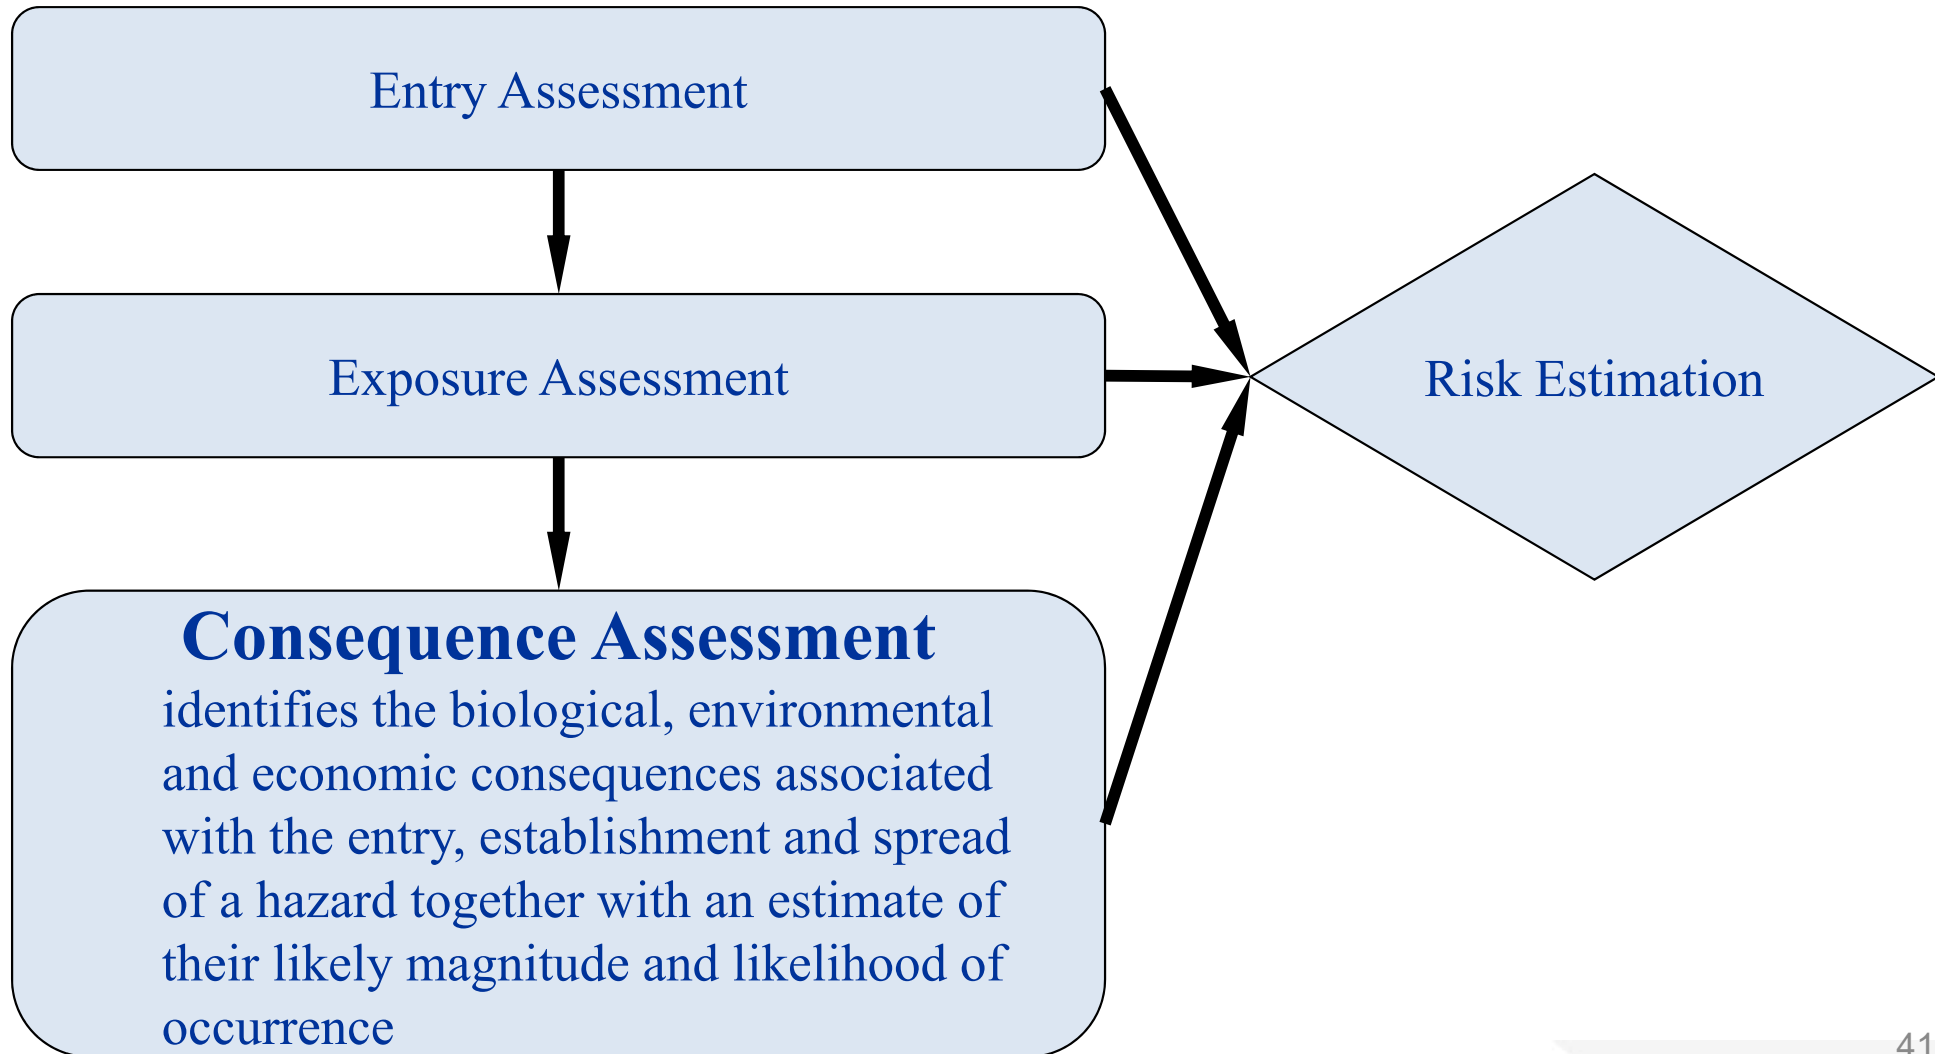 Entry Assessment
Exposure Assessment
Risk Estimation
Consequence Assessment
identifies the biological, environmental
and economic consequences associated
with the entry, establishment and spread
of a hazard together with an estimate of
their likely magnitude and likelihood of
occurrence
41